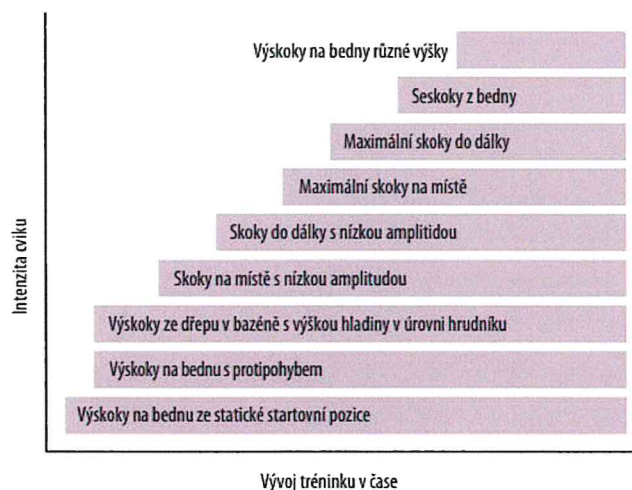 Výskoky na bedny různé výšky
Seskoky z bedny
Maximální skoky do dálky
Maximální skoky na místě
Skoky do dálky s nízkou amplitidou
Skoky na místě s nízkou amplitudou
Výskoky ze dřepu v bazéně s výškou hladiny v úrovni hrudníku
Výskoky na bednu s protipohybem
Výskoky na bednu ze statické startovní pozice
Intenzita cviku
Vývoj tréninku v čase